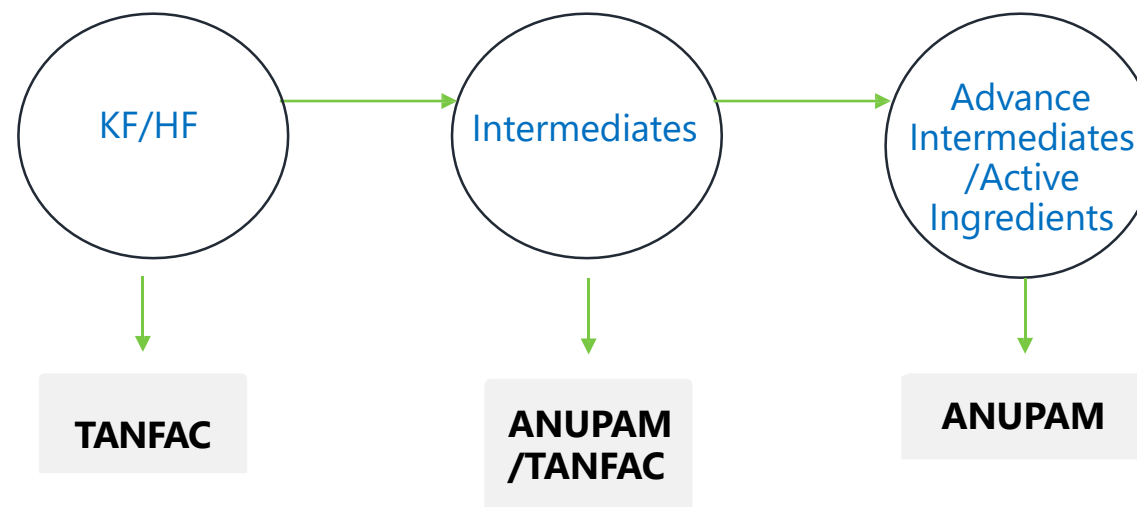 KF/HF
Intermediates
Advance
Intermediates
/Active
Ingredients
TANFAC
ANUPAM
/TANFAC
ANUPAM